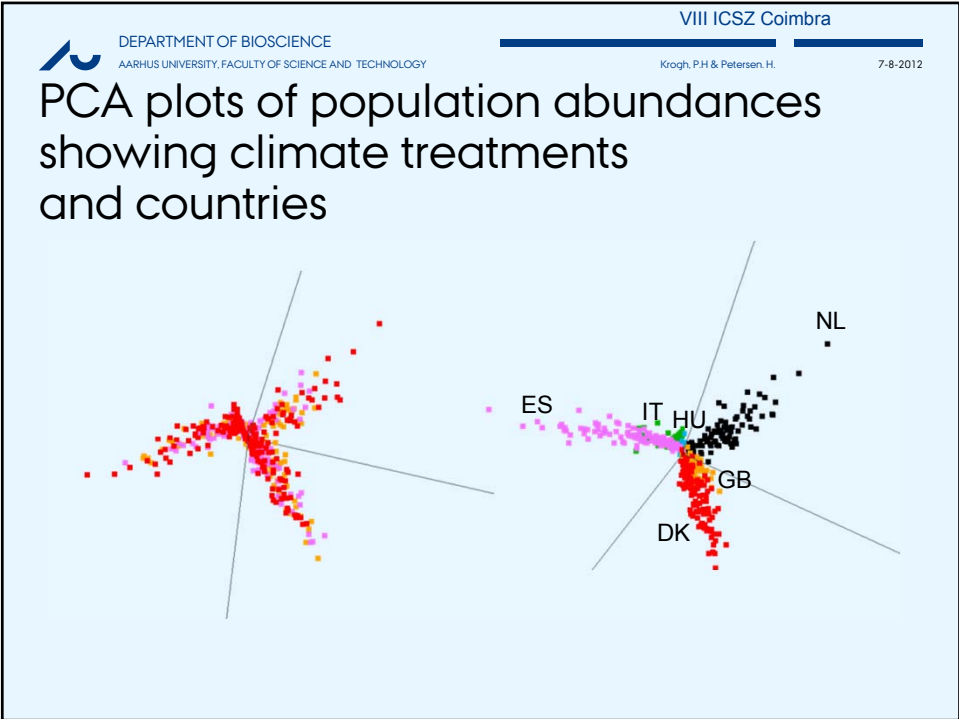 VIII ICSZ Coimbra
DEPARTMENT OF BIOSCIENCE
AARHUS UNIVERSITY, FACULTY OF SCIENCE AND TECHNOLOGY
Krogh, P.H & Petersen. H.
7-8-2012
PCA plots of population abundances
showing climate treatments
and countries
NL
ES
IT
HU
GB
DK